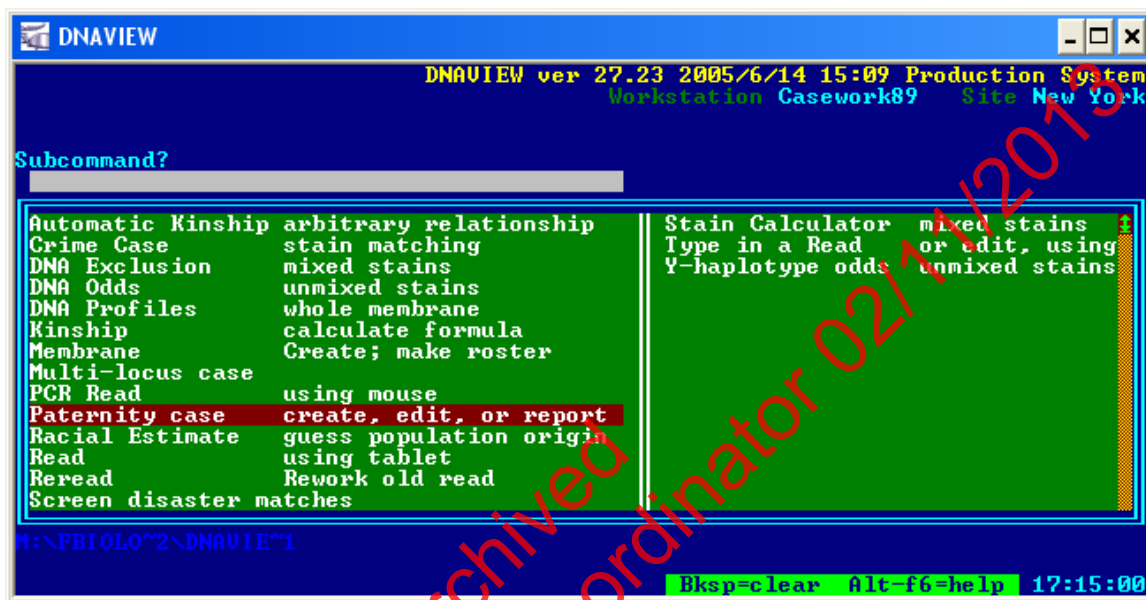 DNAVIEW
DNAVIEW ver 27.23 2005/6/14 15:09 Production System
Workstation Casework89 Site New York
Subcommand?
Automatic Kinship arbitrary relationship
Crime Case stain matching
DNA Exclusion mixed stains
DNA Odds unmixed stains
DNA Profiles whole membrane
Kinship calculate formula
Membrane Create; make roster
Multi-locus case
PCR Read using mouse
Paternity case create, edit, or report
Racial Estimate guess population origin
Read using tablet
Reread Rework old read
Screen disaster matches
Stain Calculator mixed stains
Type in a Read or edit, using
Y-haplotype odds unmixed stains
M:\FBIOLO~2\DNAVIE~1
Bksp=clear Alt-f6=help 17:15:00
chived
ordinator 02/11/2013